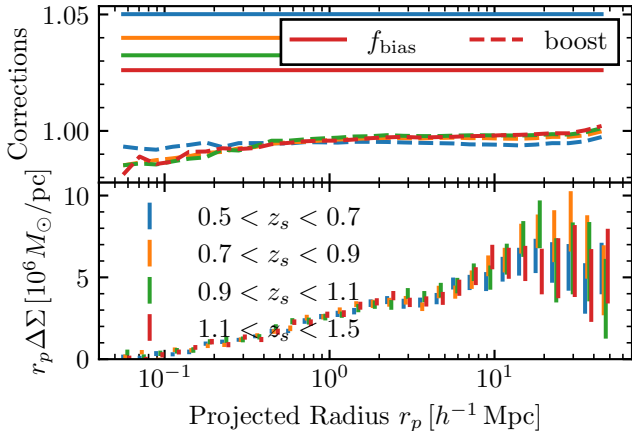 1.05
1.00
Corrections
f_bias boost
10
5
0
r_p ΔΣ [10^6 M_⊙/pc]
0.5 < z_s < 0.7
0.7 < z_s < 0.9
0.9 < z_s < 1.1
1.1 < z_s < 1.5
10^−1 10^0 10^1
Projected Radius r_p [h^−1 Mpc]